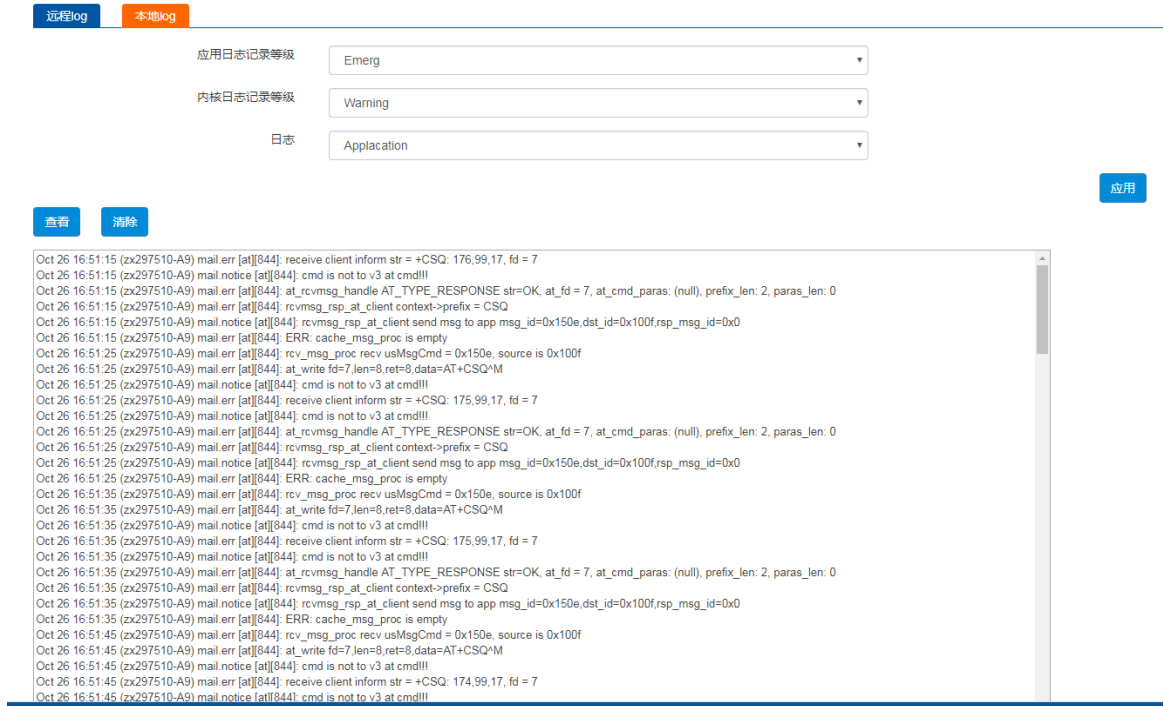 远程log 本地log
应用日志记录等级 Emerg
内核日志记录等级 Warning
日志 Applacation
应用
查看 清除
Oct 26 16:51:15 (zx297510-A9) mail.err [at][844]: receive client inform str = +CSQ: 176,99,17, fd = 7
Oct 26 16:51:15 (zx297510-A9) mail.notice [at][844]: cmd is not to v3 at cmd!!!
Oct 26 16:51:15 (zx297510-A9) mail.err [at][844]: at_rcvmsg_handle AT_TYPE_RESPONSE str=OK, at_fd = 7, at_cmd_paras: (null), prefix_len: 2, paras_len: 0
Oct 26 16:51:15 (zx297510-A9) mail.err [at][844]: rcvmsg_rsp_at_client context->prefix = CSQ
Oct 26 16:51:15 (zx297510-A9) mail.notice [at][844]: rcvmsg_rsp_at_client send msg to app msg_id=0x150e,dst_id=0x100f,rsp_msg_id=0x0
Oct 26 16:51:15 (zx297510-A9) mail.err [at][844]: ERR: cache_msg_proc is empty
Oct 26 16:51:25 (zx297510-A9) mail.err [at][844]: rcv_msg_proc recv usMsgCmd = 0x150e, source is 0x100f
Oct 26 16:51:25 (zx297510-A9) mail.err [at][844]: at_write fd=7,len=8,ret=8,data=AT+CSQ^M
Oct 26 16:51:25 (zx297510-A9) mail.notice [at][844]: cmd is not to v3 at cmd!!!
Oct 26 16:51:25 (zx297510-A9) mail.err [at][844]: receive client inform str = +CSQ: 175,99,17, fd = 7
Oct 26 16:51:25 (zx297510-A9) mail.notice [at][844]: cmd is not to v3 at cmd!!!
Oct 26 16:51:25 (zx297510-A9) mail.err [at][844]: at_rcvmsg_handle AT_TYPE_RESPONSE str=OK, at_fd = 7, at_cmd_paras: (null), prefix_len: 2, paras_len: 0
Oct 26 16:51:25 (zx297510-A9) mail.err [at][844]: rcvmsg_rsp_at_client context->prefix = CSQ
Oct 26 16:51:25 (zx297510-A9) mail.notice [at][844]: rcvmsg_rsp_at_client send msg to app msg_id=0x150e,dst_id=0x100f,rsp_msg_id=0x0
Oct 26 16:51:25 (zx297510-A9) mail.err [at][844]: ERR: cache_msg_proc is empty
Oct 26 16:51:35 (zx297510-A9) mail.err [at][844]: rcv_msg_proc recv usMsgCmd = 0x150e, source is 0x100f
Oct 26 16:51:35 (zx297510-A9) mail.err [at][844]: at_write fd=7,len=8,ret=8,data=AT+CSQ^M
Oct 26 16:51:35 (zx297510-A9) mail.notice [at][844]: cmd is not to v3 at cmd!!!
Oct 26 16:51:35 (zx297510-A9) mail.err [at][844]: receive client inform str = +CSQ: 175,99,17, fd = 7
Oct 26 16:51:35 (zx297510-A9) mail.notice [at][844]: cmd is not to v3 at cmd!!!
Oct 26 16:51:35 (zx297510-A9) mail.err [at][844]: at_rcvmsg_handle AT_TYPE_RESPONSE str=OK, at_fd = 7, at_cmd_paras: (null), prefix_len: 2, paras_len: 0
Oct 26 16:51:35 (zx297510-A9) mail.err [at][844]: rcvmsg_rsp_at_client context->prefix = CSQ
Oct 26 16:51:35 (zx297510-A9) mail.notice [at][844]: rcvmsg_rsp_at_client send msg to app msg_id=0x150e,dst_id=0x100f,rsp_msg_id=0x0
Oct 26 16:51:35 (zx297510-A9) mail.err [at][844]: ERR: cache_msg_proc is empty
Oct 26 16:51:45 (zx297510-A9) mail.err [at][844]: rcv_msg_proc recv usMsgCmd = 0x150e, source is 0x100f
Oct 26 16:51:45 (zx297510-A9) mail.err [at][844]: at_write fd=7,len=8,ret=8,data=AT+CSQ^M
Oct 26 16:51:45 (zx297510-A9) mail.notice [at][844]: cmd is not to v3 at cmd!!!
Oct 26 16:51:45 (zx297510-A9) mail.err [at][844]: receive client inform str = +CSQ: 174,99,17, fd = 7
Oct 26 16:51:45 (zx297510-A9) mail.notice [at][844]: cmd is not to v3 at cmd!!!